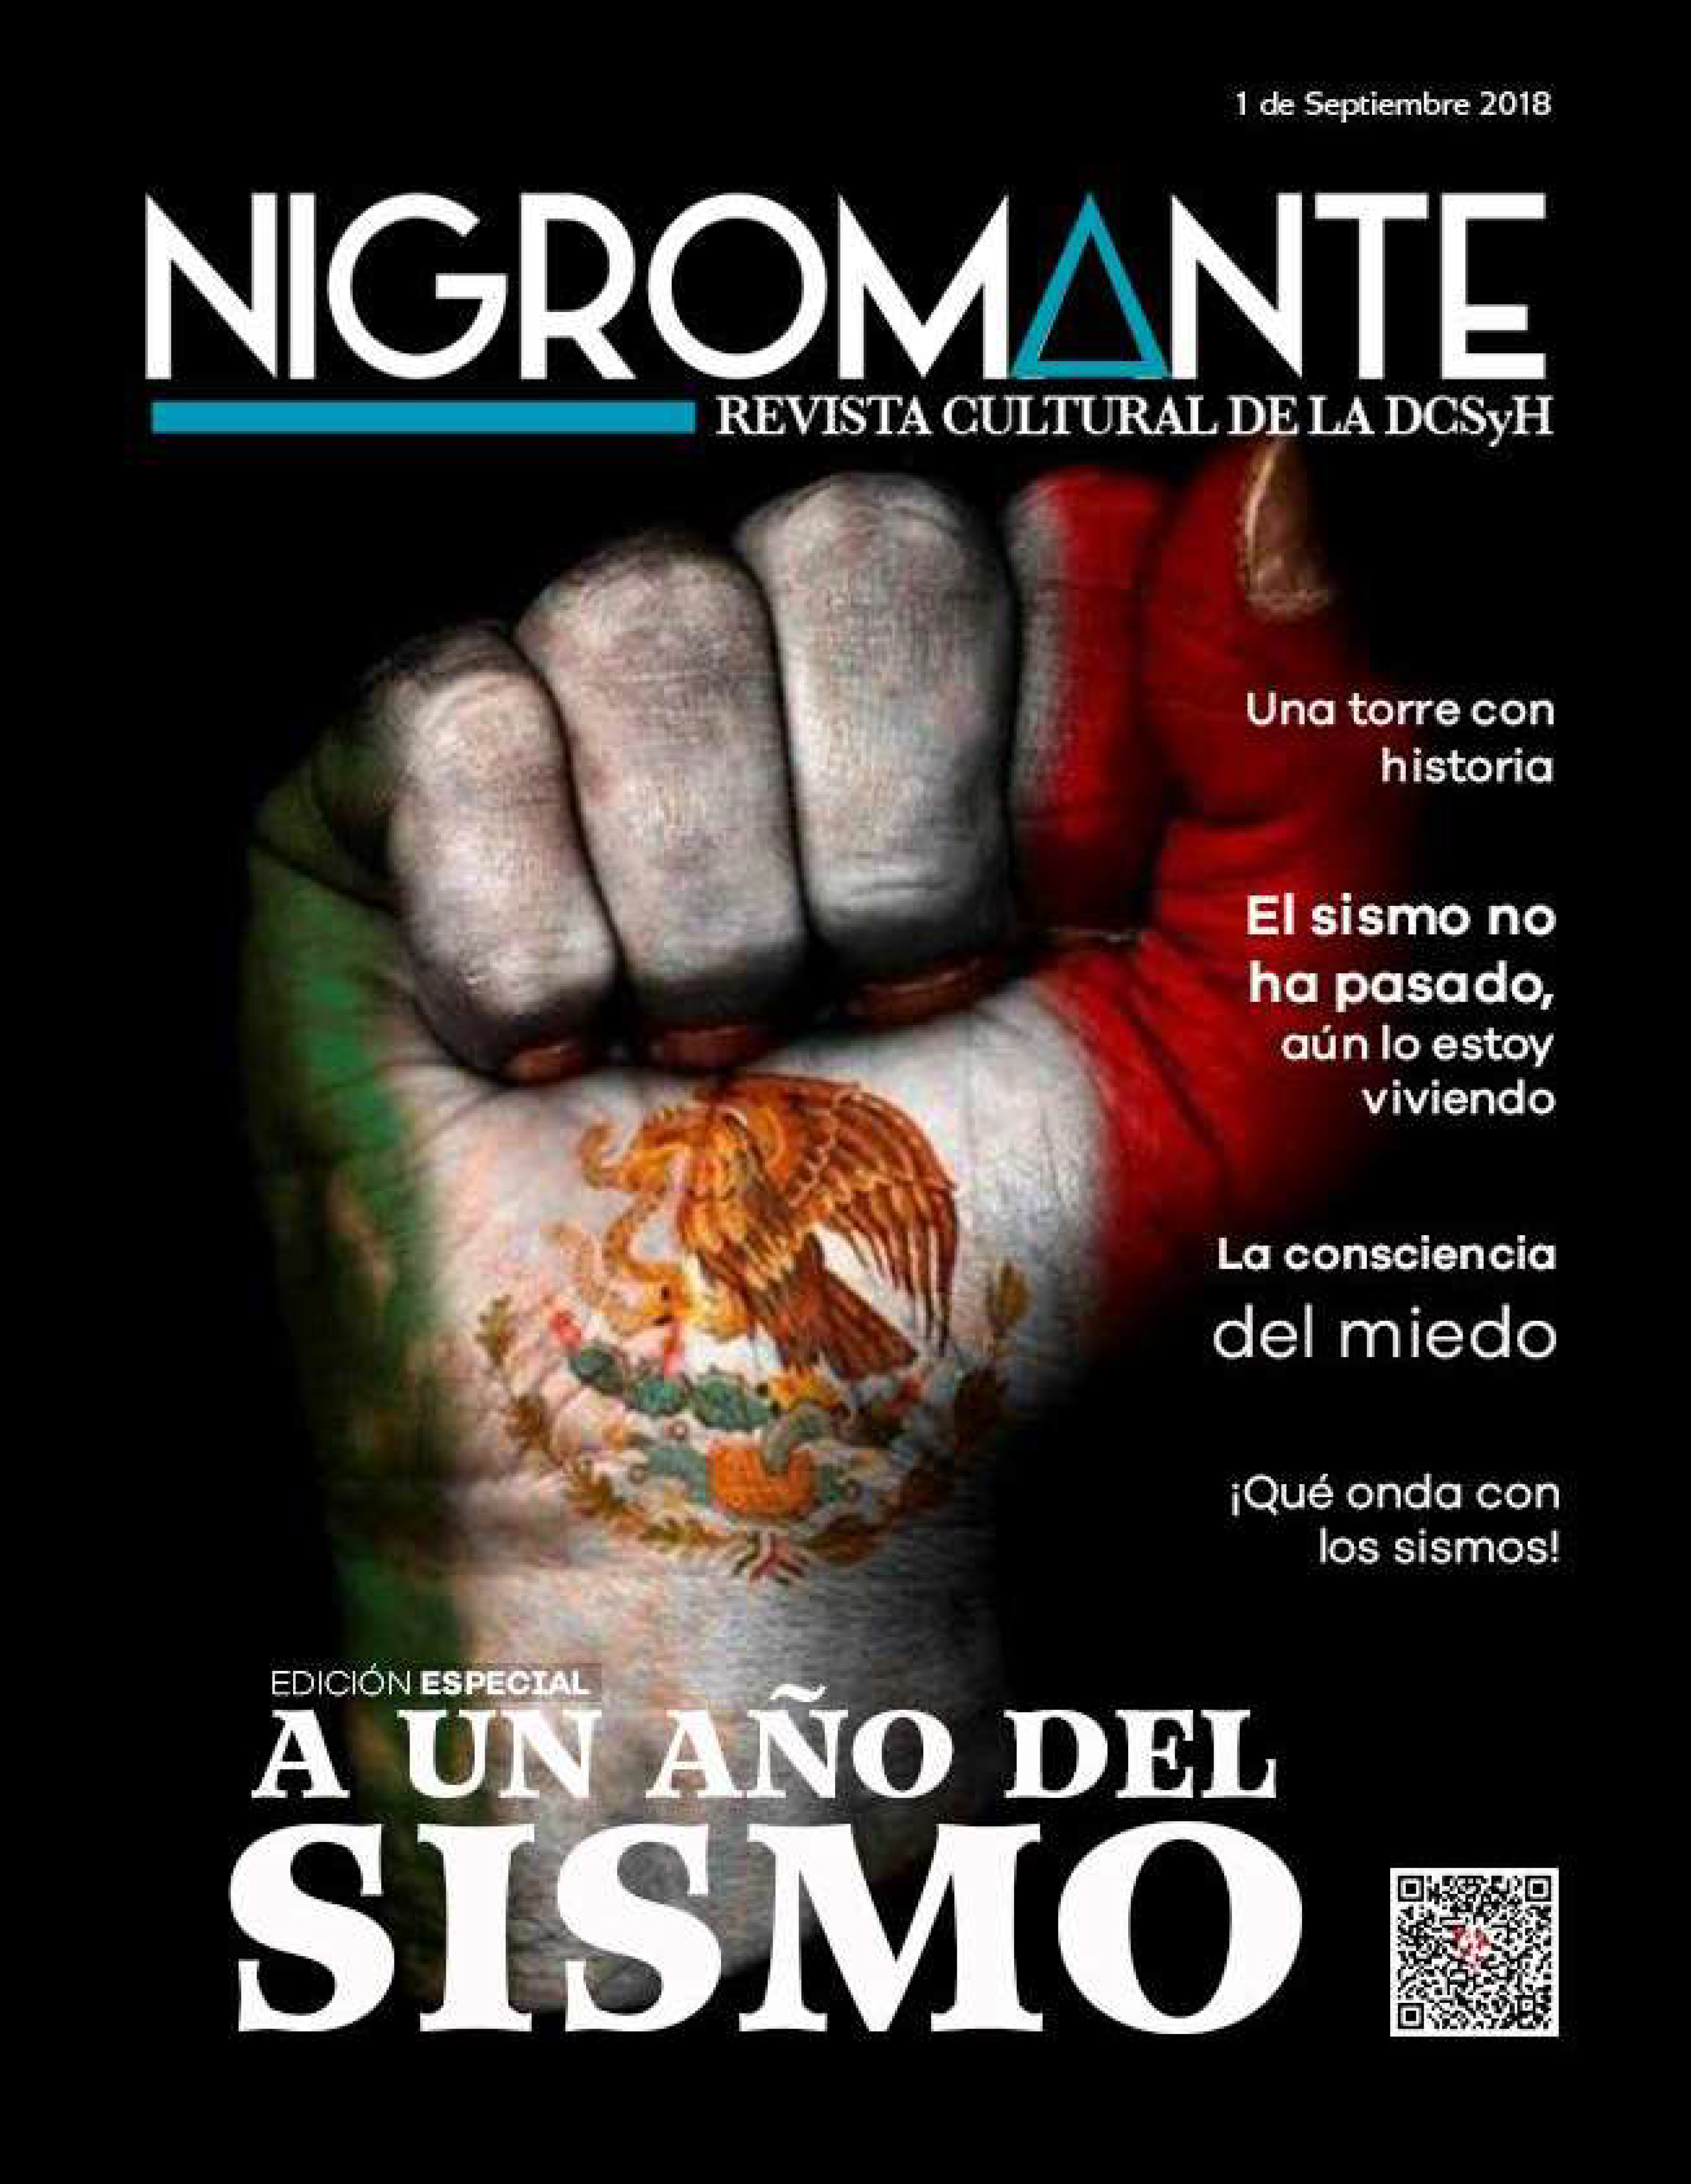 1 de Septiembre 2018
NIGROMANTE
REVISTA CULTURAL DE LA DCSyH
Una torre con
historia
El sismo no
ha pasado,
aún lo estoy
viviendo
La consciencia
del miedo
¡Qué onda con
los sismos!
EDICIÓN ESPECIAL
A UN AÑO DEL
SISMO